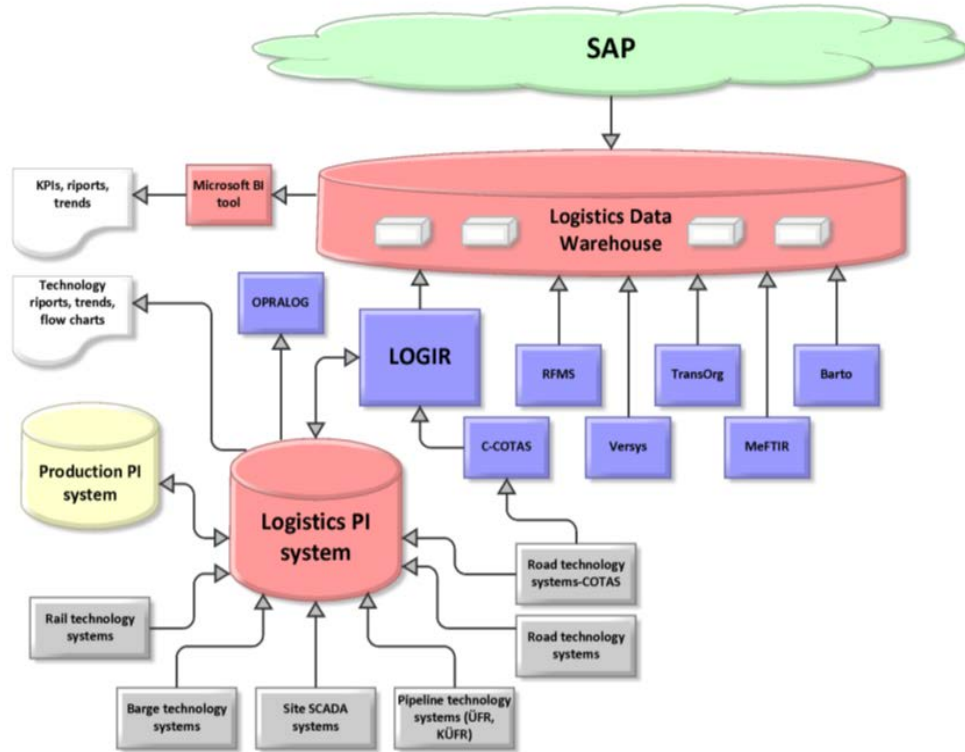 SAP
KPIs, riports,
trends
Microsoft BI
tool
Logistics Data
Warehouse
Technology
riports, trends,
flow charts
OPRALOG
LOGIR
RFMS
TransOrg
Barto
C-COTAS
Versys
MeFTIR
Production PI
system
Logistics PI
system
Road technology
systems-COTAS
Rail technology
systems
Road technology
systems
Barge technology
systems
Site SCADA
systems
Pipeline technology
systems (ÜFR,
KÜFR)